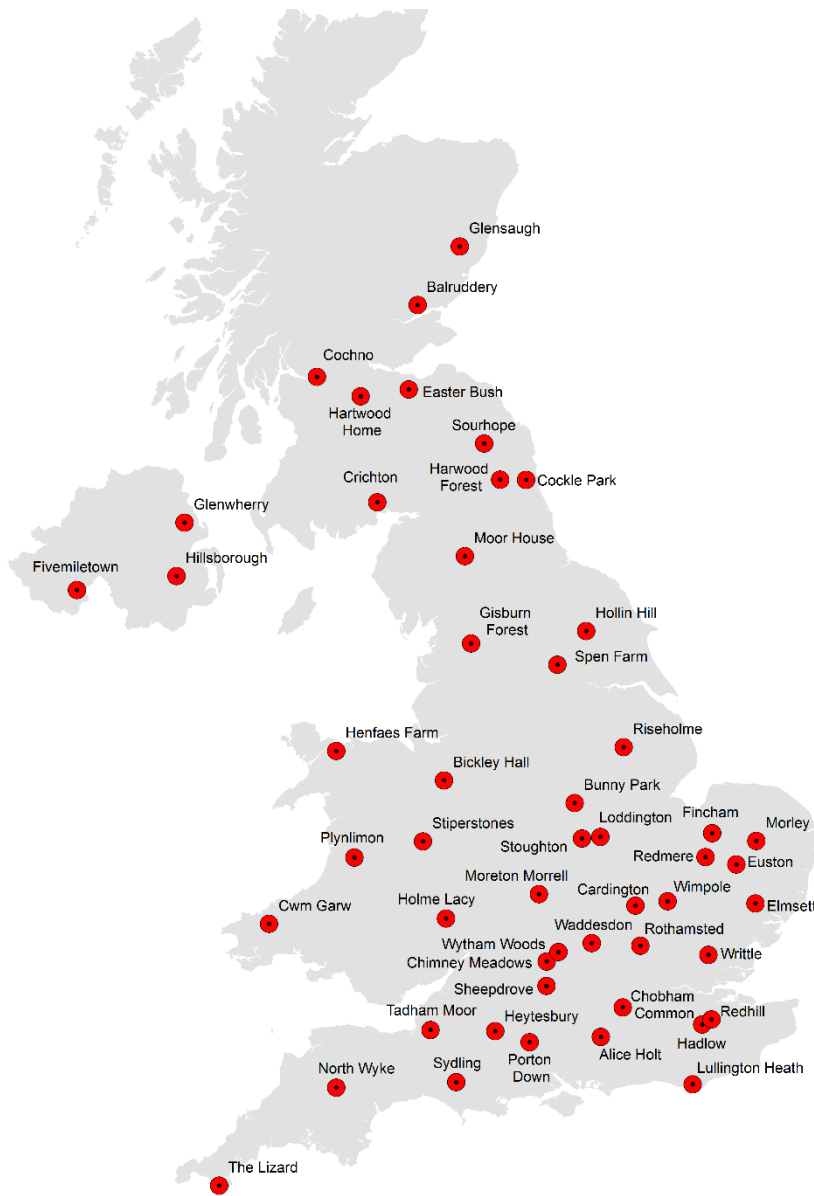 Glensaugh
Balruddery
Cochno
Easter Bush
Hartwood
Home
Sourhope
Harwood
Forest
Cockle Park
Crichton
Glenwherry
Moor House
Hillsborough
Fivemiletown
Gisburn
Forest
Hollin Hill
Spen Farm
Henfaes Farm
Riseholme
Bickley Hall
Bunny Park
Loddington
Fincham
Morley
Stiperstones
Stoughton
Plynlimon
Redmere
Euston
Moreton Morrell
Cardington
Wimpole
Cwm Garw
Holme Lacy
Elmsett
Waddesdon
Rothamsted
Wytham Woods
Writtle
Chimney Meadows
Sheepdrove
Chobham
Common
Redhill
Tadham Moor
Heytesbury
Hadlow
Alice Holt
Porton
Down
North Wyke
Sydling
Lullington Heath
The Lizard